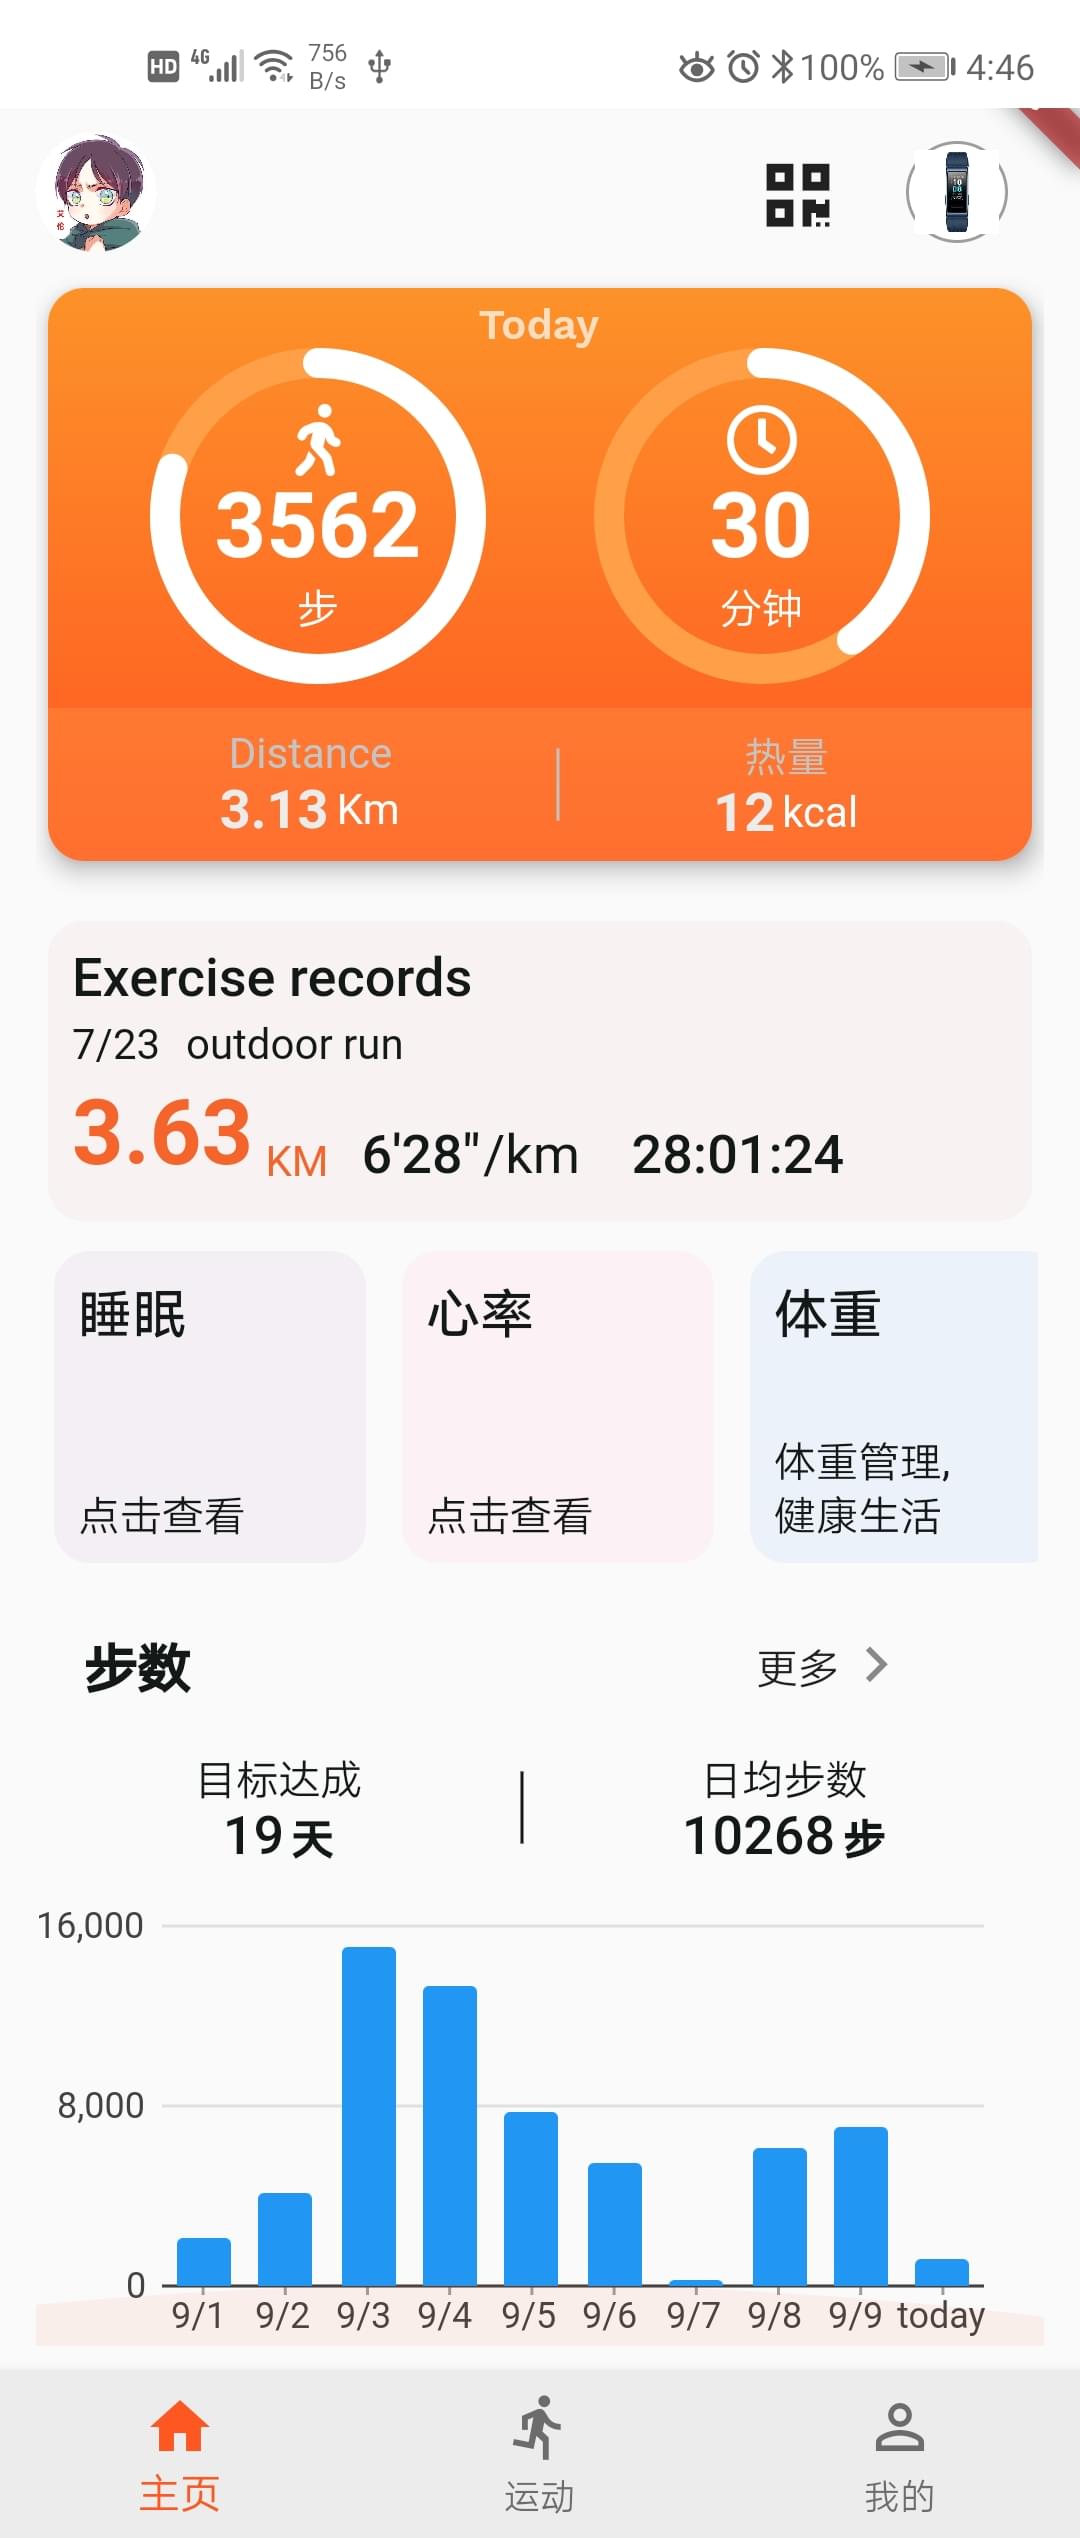 HD 4G 756 B/s 100% 4:46
艾伦
Today
3562
步
30
分钟
Distance
3.13 Km
热量
12 kcal
Exercise records
7/23 outdoor run
3.63 KM 6'28"/km 28:01:24
睡眠
点击查看
心率
点击查看
体重
体重管理,
健康生活
步数
更多
目标达成
19 天
日均步数
10268 步
16,000
8,000
0
9/1 9/2 9/3 9/4 9/5 9/6 9/7 9/8 9/9 today
主页
运动
我的